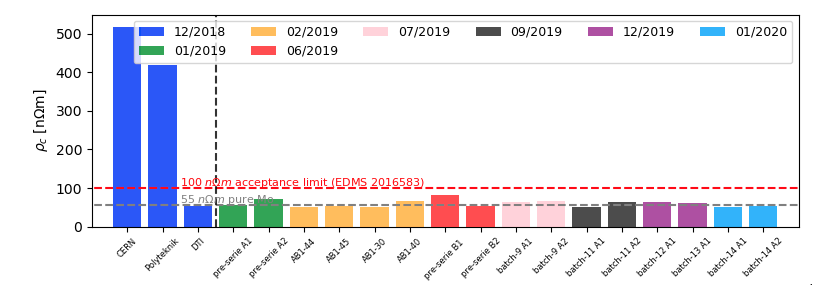 12/2018 02/2019 07/2019 09/2019 12/2019 01/2020
01/2019 06/2019
500
400
300
200
100
0
ρc [nΩm]
100 nΩm acceptance limit (EDMS 2016583)
55 nΩm pure Mo
CERN
Polyteknik
DTI
pre-serie A1
pre-serie A2
AB1-44
AB1-45
AB1-30
AB1-40
pre-serie B1
pre-serie B2
batch-9 A1
batch-9 A2
batch-11 A1
batch-11 A2
batch-12 A1
batch-13 A1
batch-14 A1
batch-14 A2